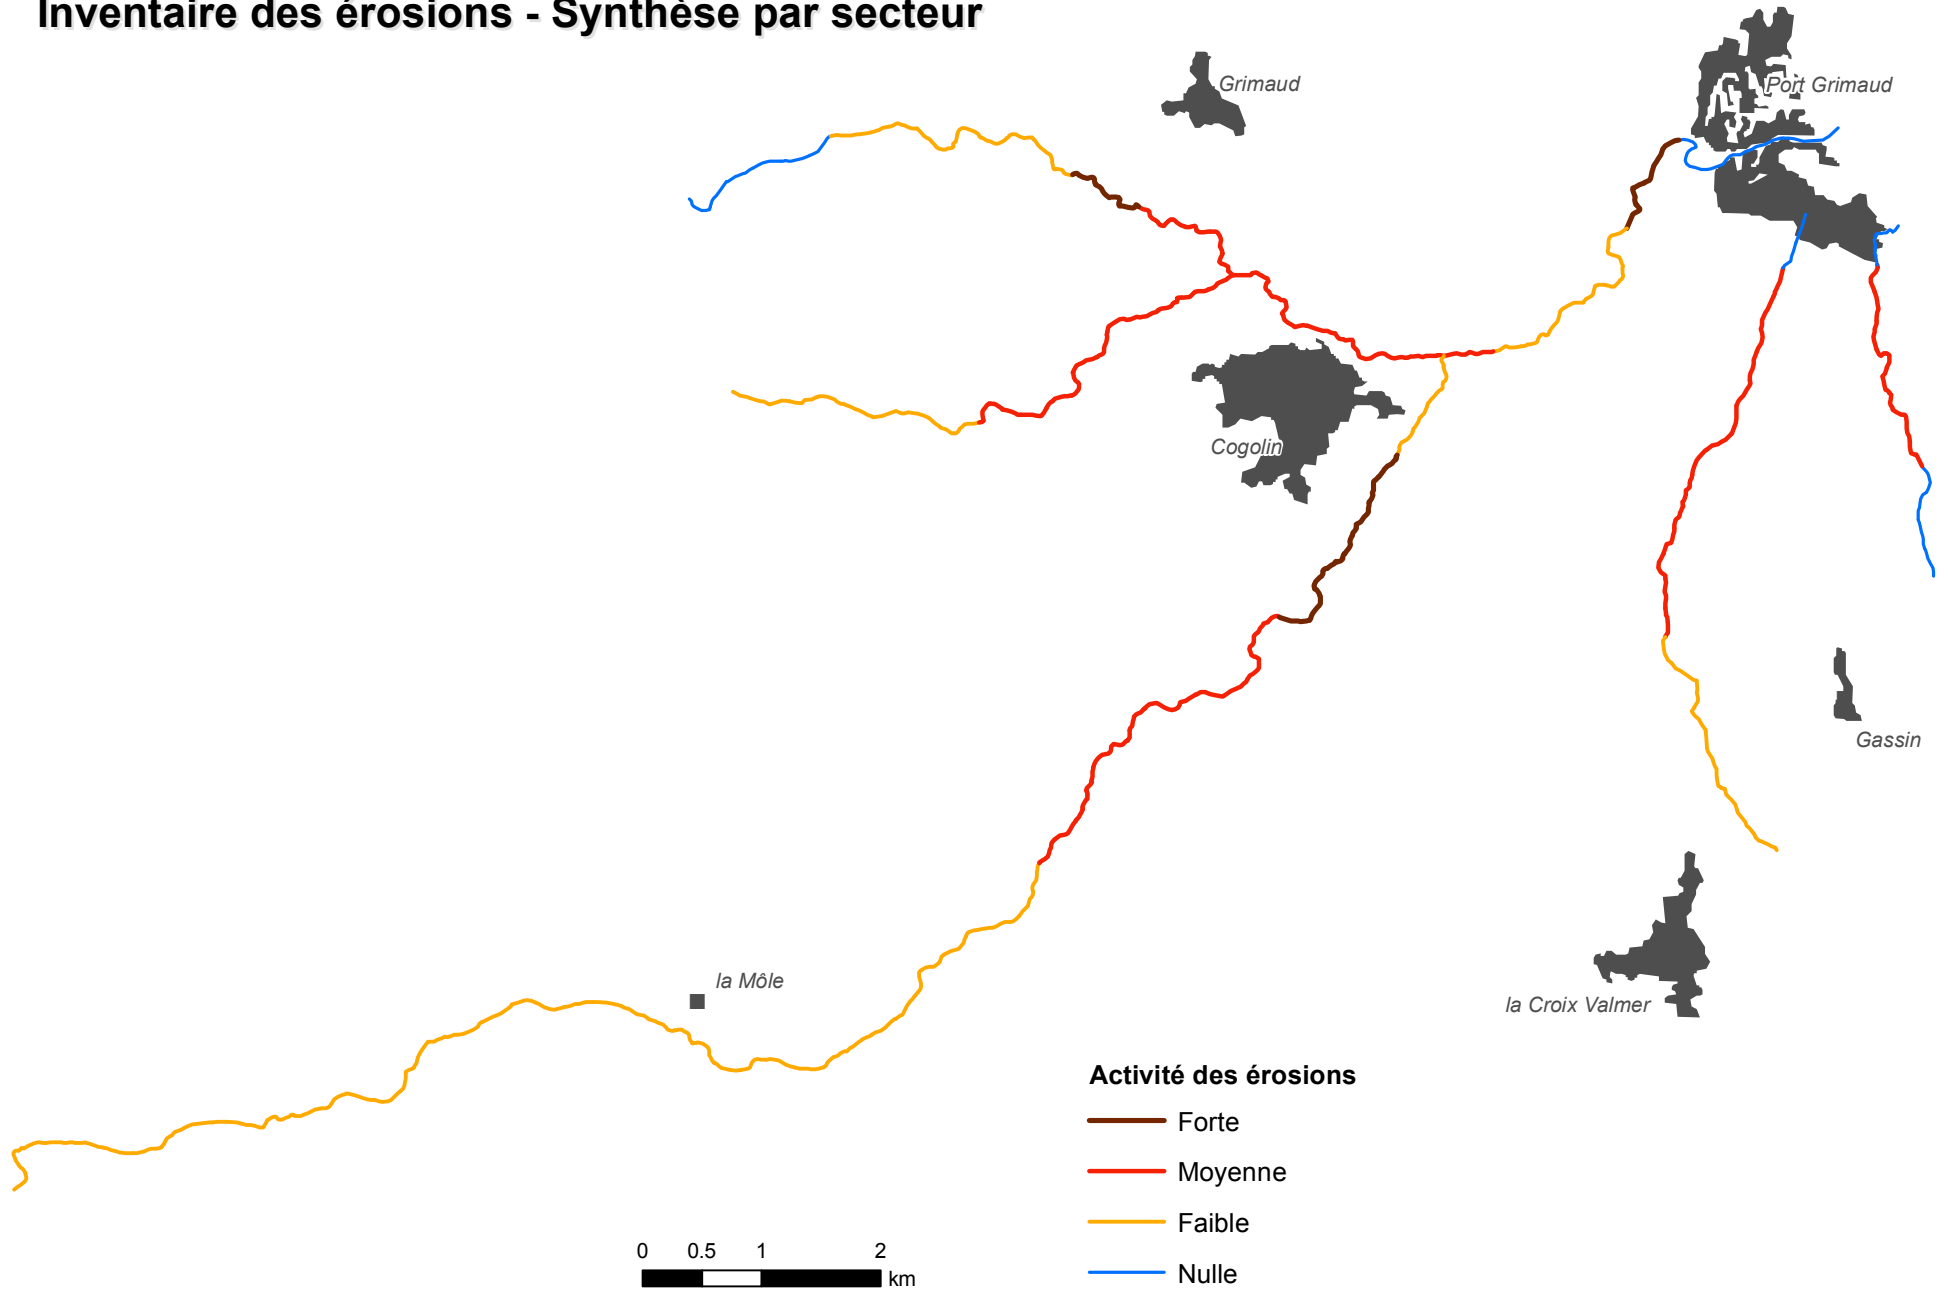 Inventaire des érosions - Synthèse par secteur
Grimaud
Port Grimaud
Cogolin
Gassin
la Môle
la Croix Valmer
Activité des érosions
Forte
Moyenne
Faible
Nulle
0 0.5 1 2
km